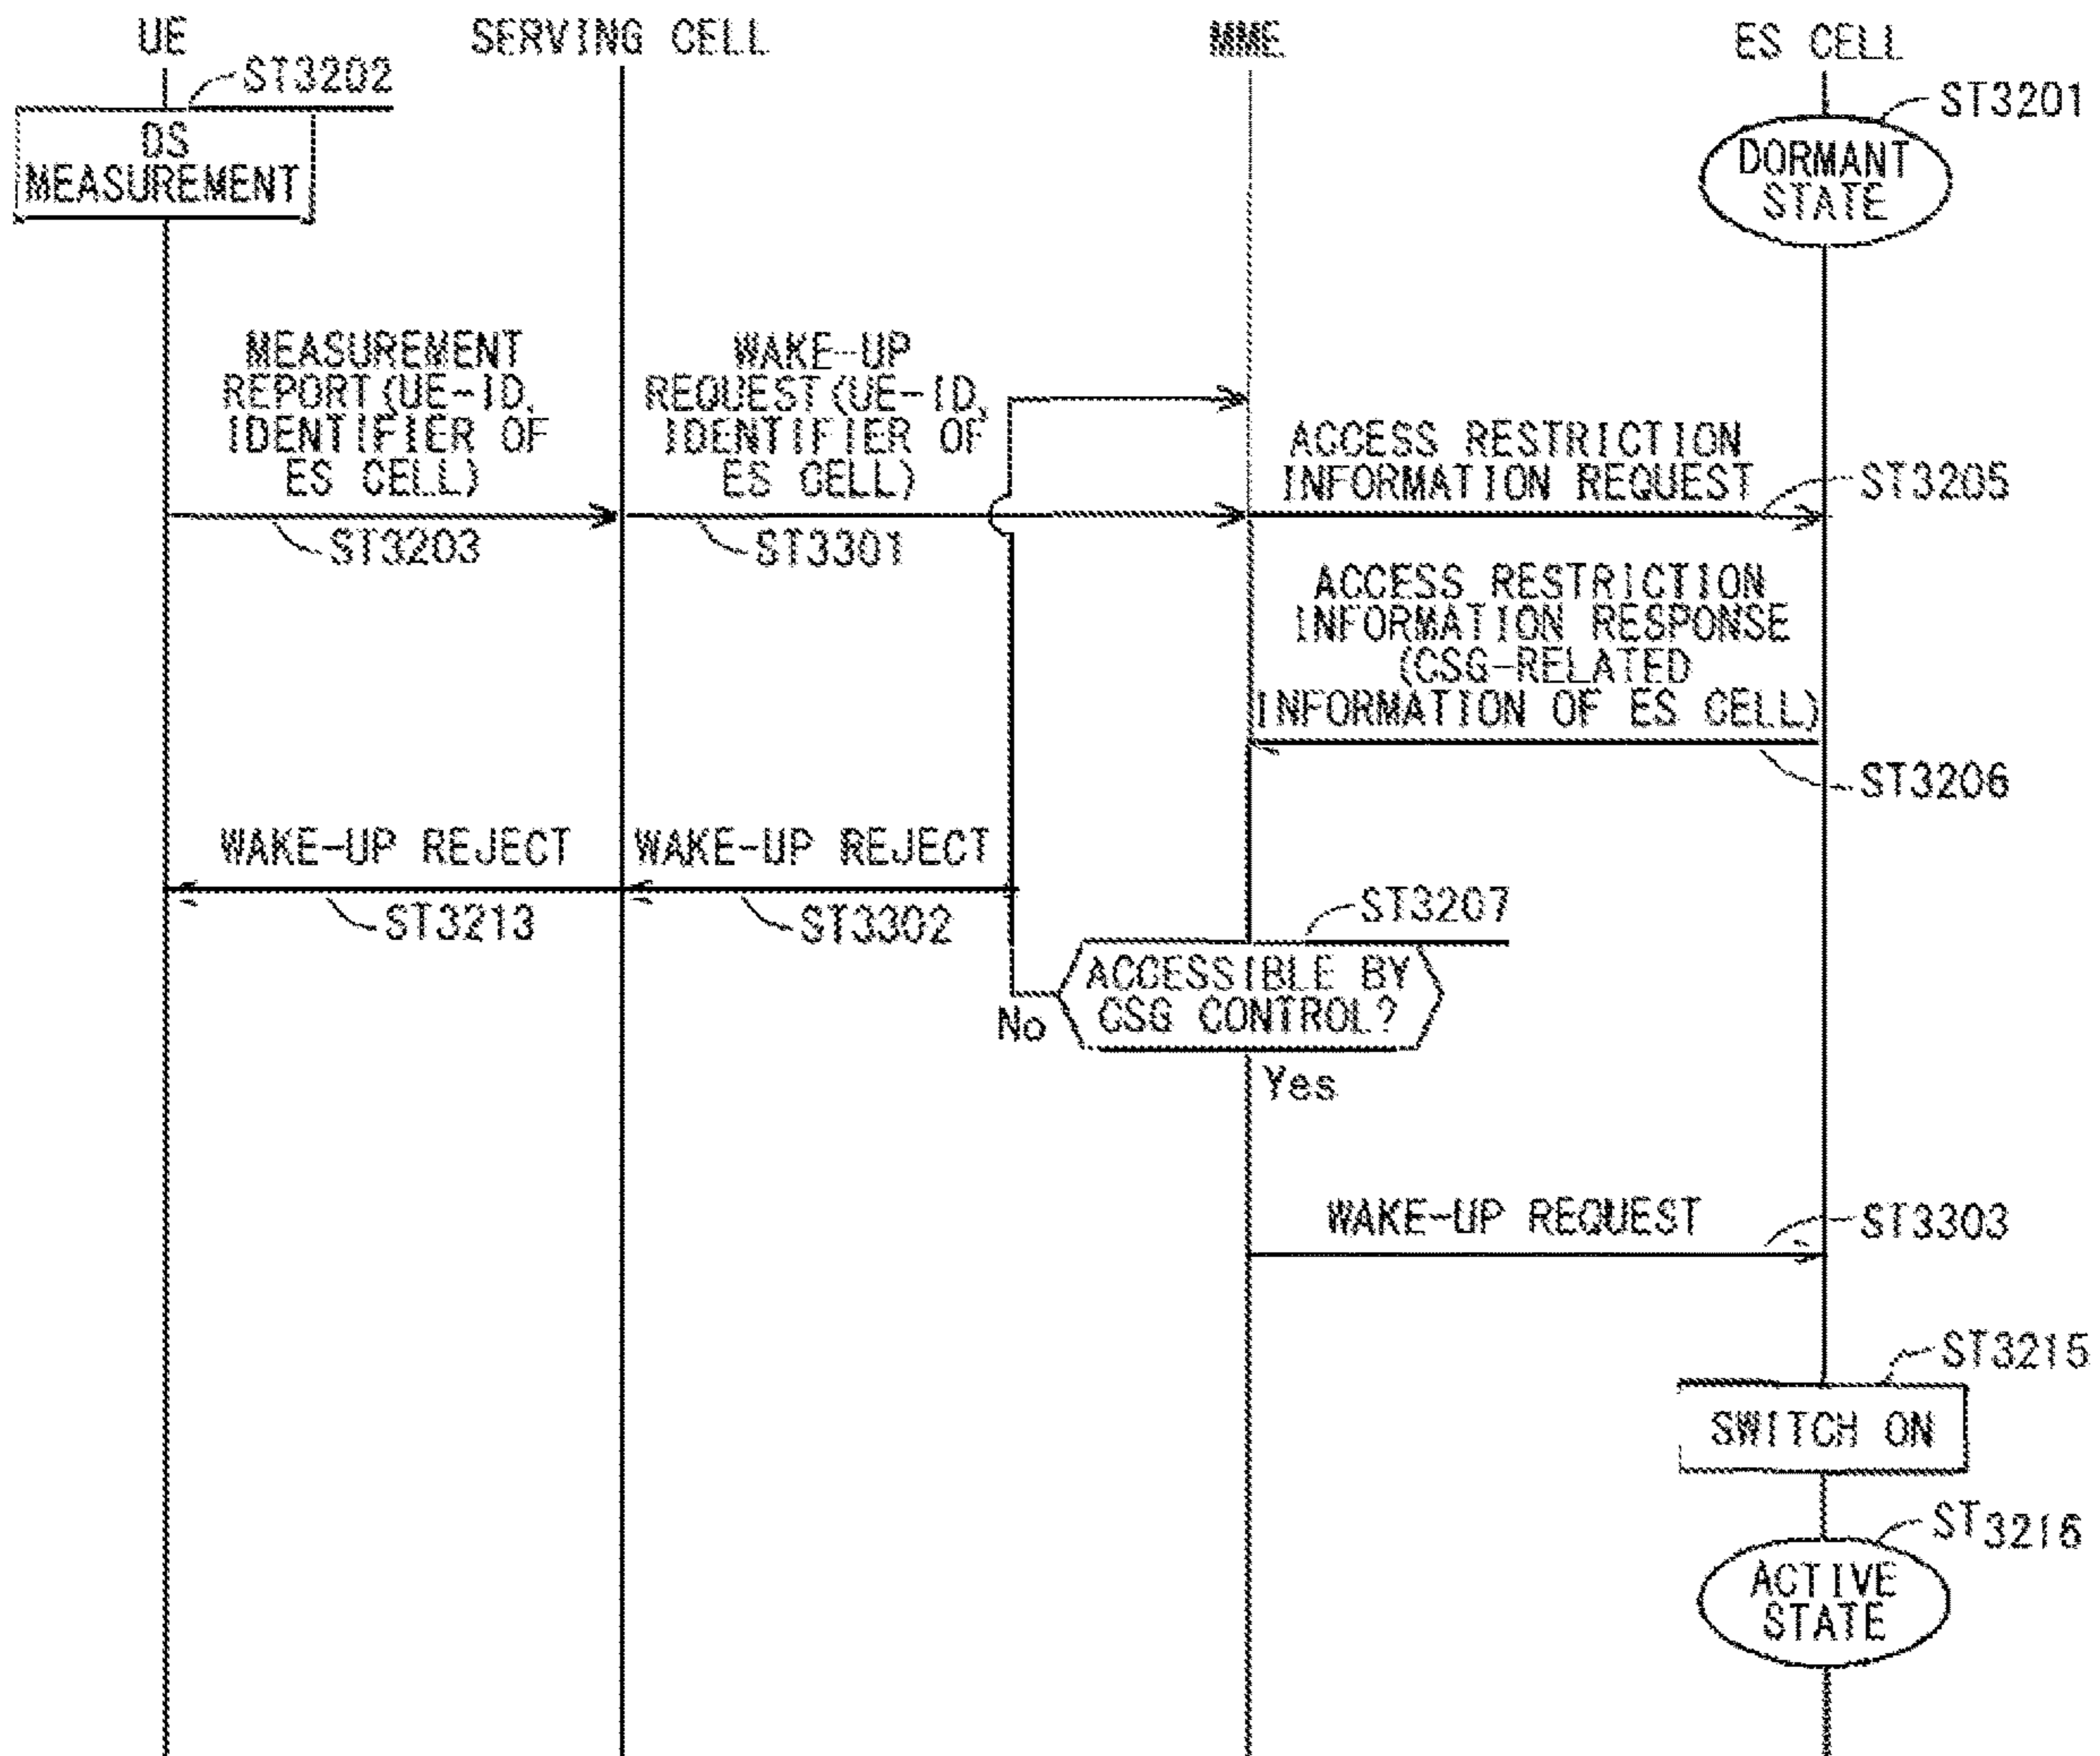 UE
SERVING CELL
MME
ES CELL
ST3202
ST3201
DS
MEASUREMENT
DORMANT
STATE
MEASUREMENT
REPORT(UE-ID,
IDENTIFIER OF
ES CELL)
WAKE-UP
REQUEST(UE-ID,
IDENTIFIER OF
ES CELL)
ACCESS RESTRICTION
INFORMATION REQUEST
ST3205
ST3203
ST3301
ACCESS RESTRICTION
INFORMATION RESPONSE
(CSG-RELATED
INFORMATION OF ES CELL)
ST3206
WAKE-UP REJECT
WAKE-UP REJECT
ST3213
ST3302
ST3207
ACCESSIBLE BY
CSG CONTROL?
No
Yes
WAKE-UP REQUEST
ST3303
ST3215
SWITCH ON
ST3216
ACTIVE
STATE